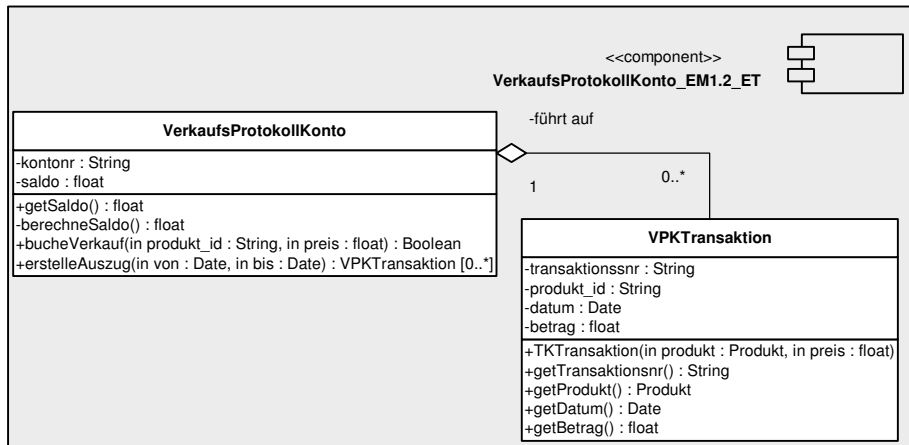 <<component>>
VerkaufsProtokollKonto_EM1.2_ET
VerkaufsProtokollKonto
-kontonr : String
-saldo : float
+getSaldo() : float
-berechneSaldo() : float
+bucheVerkauf(in produkt_id : String, in preis : float) : Boolean
+erstelleAuszug(in von : Date, in bis : Date) : VPKTransaktion [0..*]
-führt auf
1
0..*
VPKTransaktion
-transaktionssnr : String
-produkt_id : String
-datum : Date
-betrag : float
+TKTransaktion(in produkt : Produkt, in preis : float)
+getTransaktionsnr() : String
+getProdukt() : Produkt
+getDatum() : Date
+getBetrag() : float